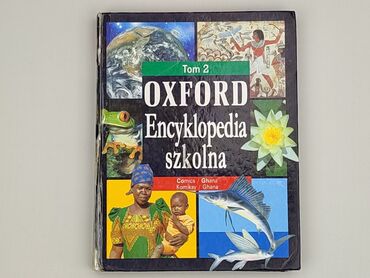 Tom 2
OXFORD
Encyklopedia
szkolna
Comics / Ghana
Komiksy / Ghana